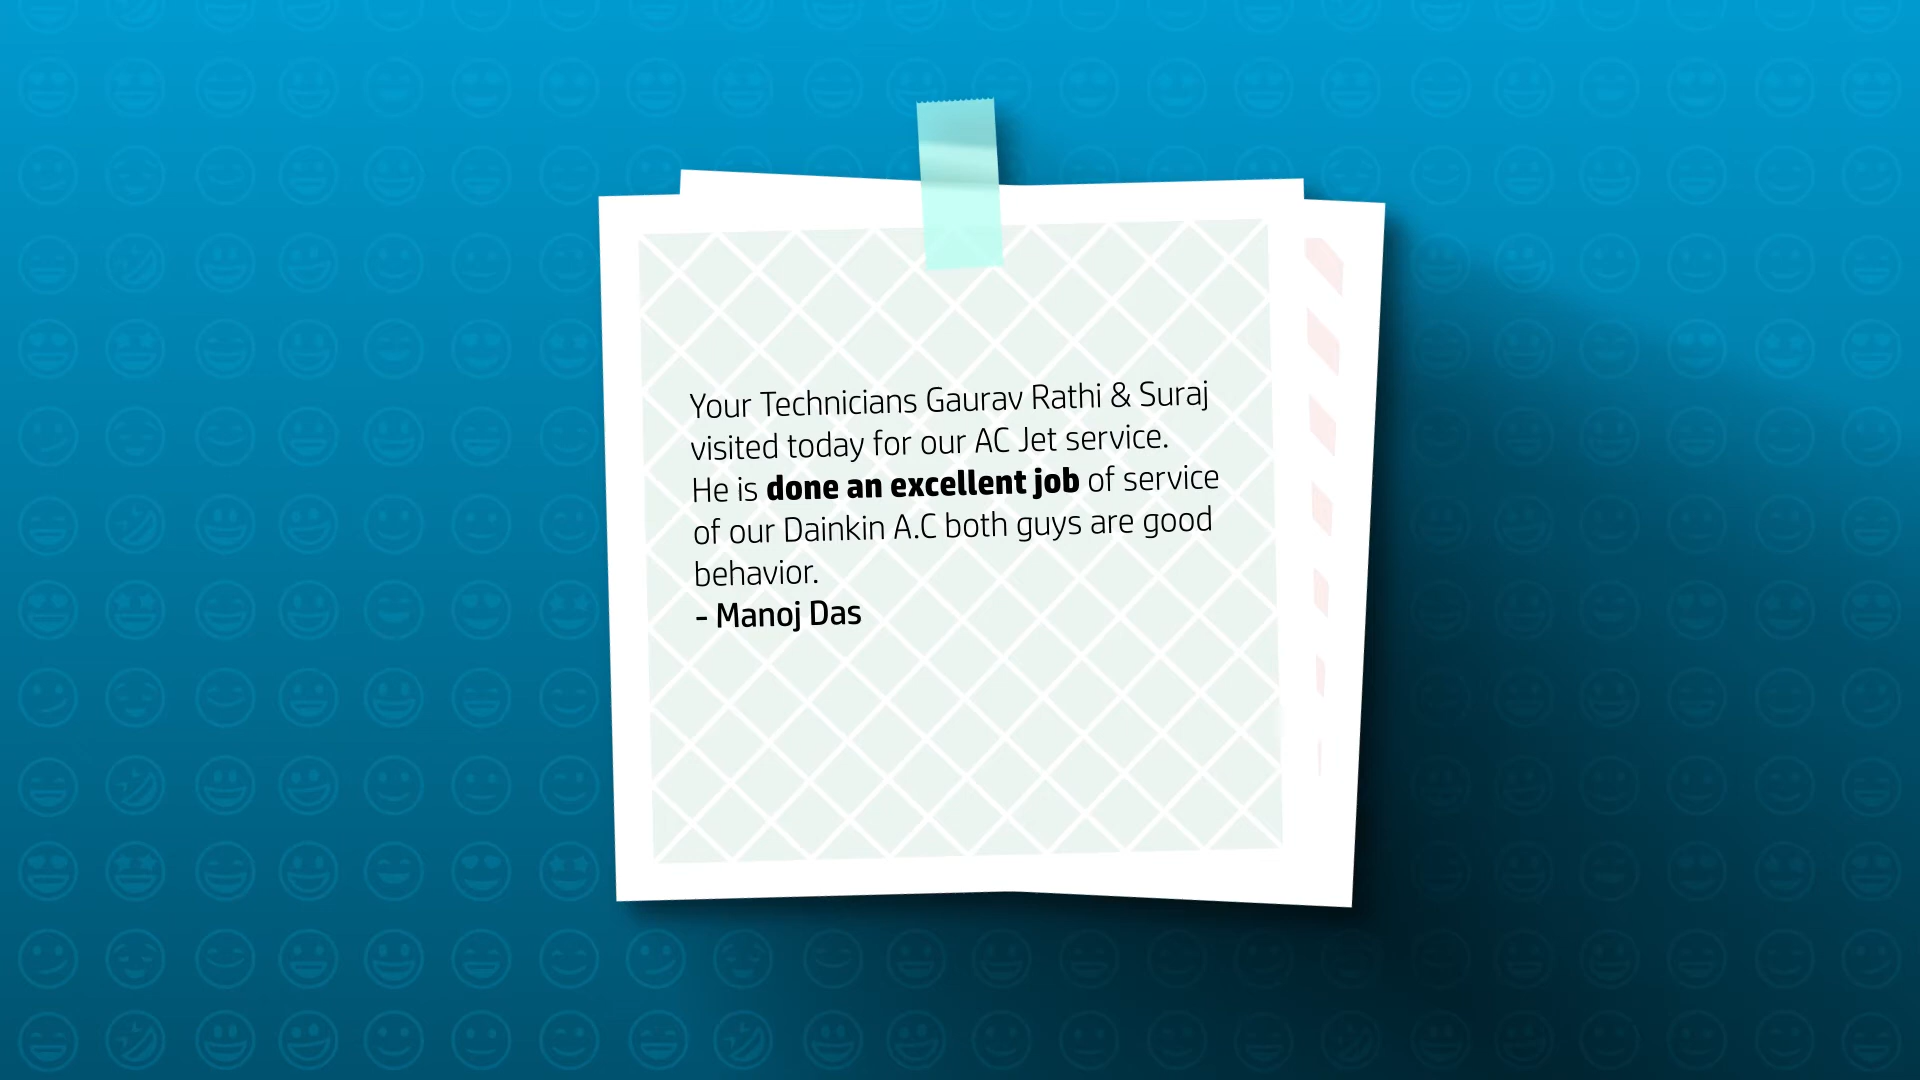 Your Technicians Gaurav Rathi & Suraj
visited today for our AC Jet service.
He is done an excellent job of service
of our Dainkin A.C both guys are good
behavior.
- Manoj Das